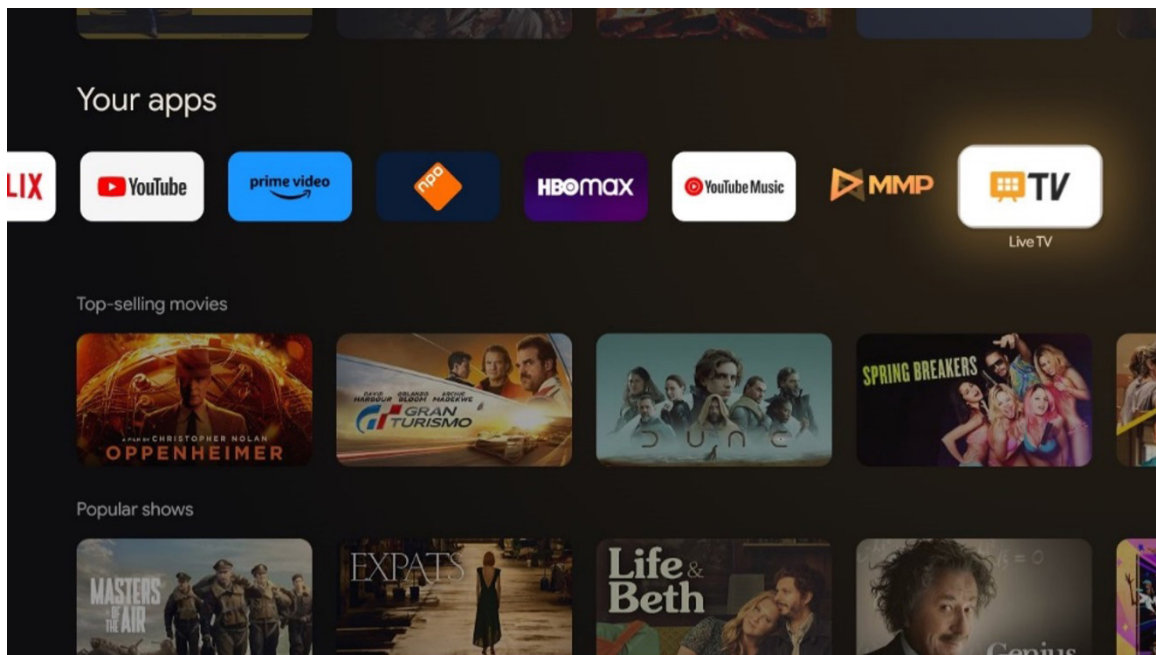 Your apps
LIX
YouTube
prime video
npo
HBOmax
YouTube Music
MMP
TV
Live TV
Top-selling movies
A FILM BY CHRISTOPHER NOLAN
OPPENHEIMER
DAVID HARBOUR ORLANDO BLOOM ARCHIE MADEKWE
GRAN
TURISMO
DUNE
SPRING BREAKERS
Popular shows
MASTERS
OF
THE AIR
EXPATS
Life &
Beth
= 0
Genius